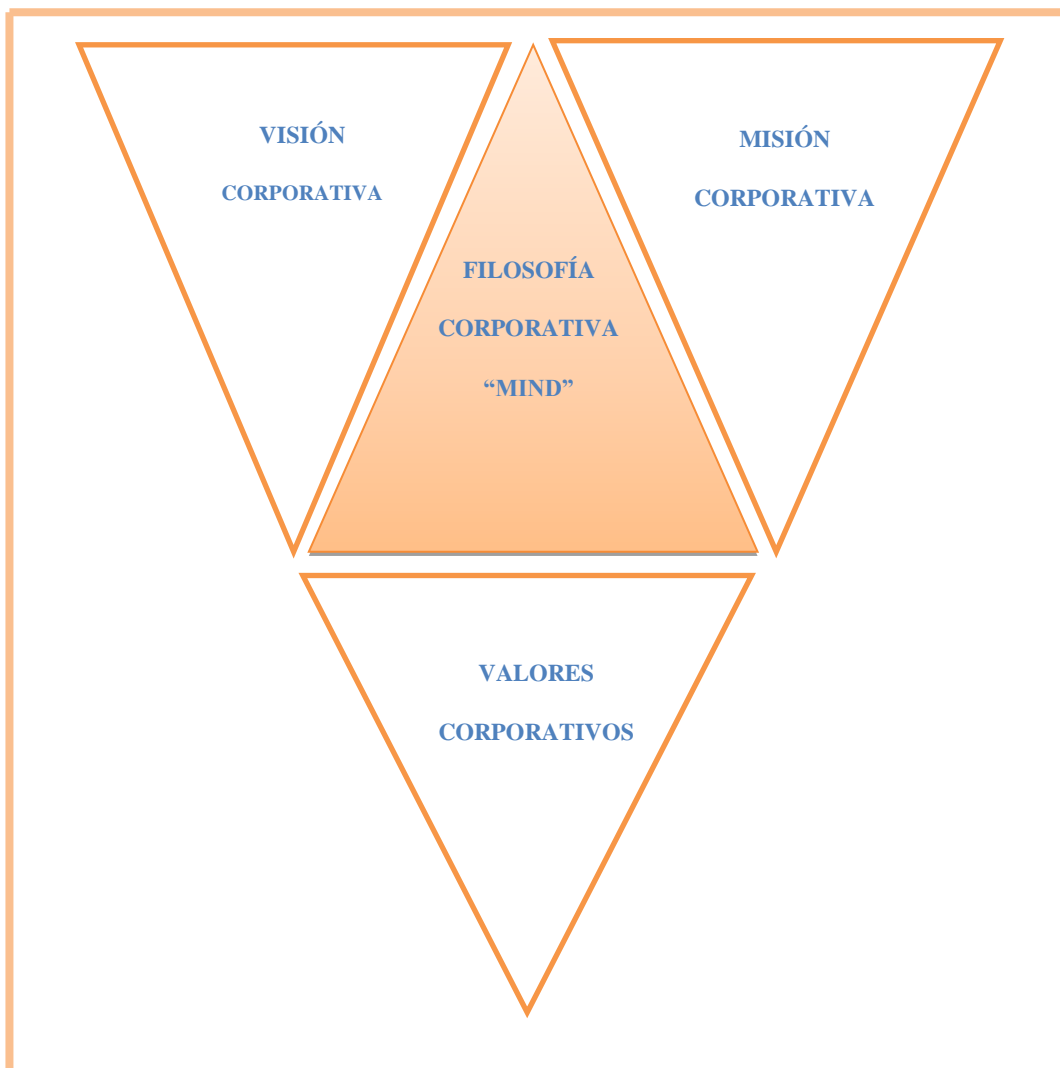 VISIÓN
CORPORATIVA
FILOSOFÍA
CORPORATIVA
“MIND”
MISIÓN
CORPORATIVA
VALORES
CORPORATIVOS